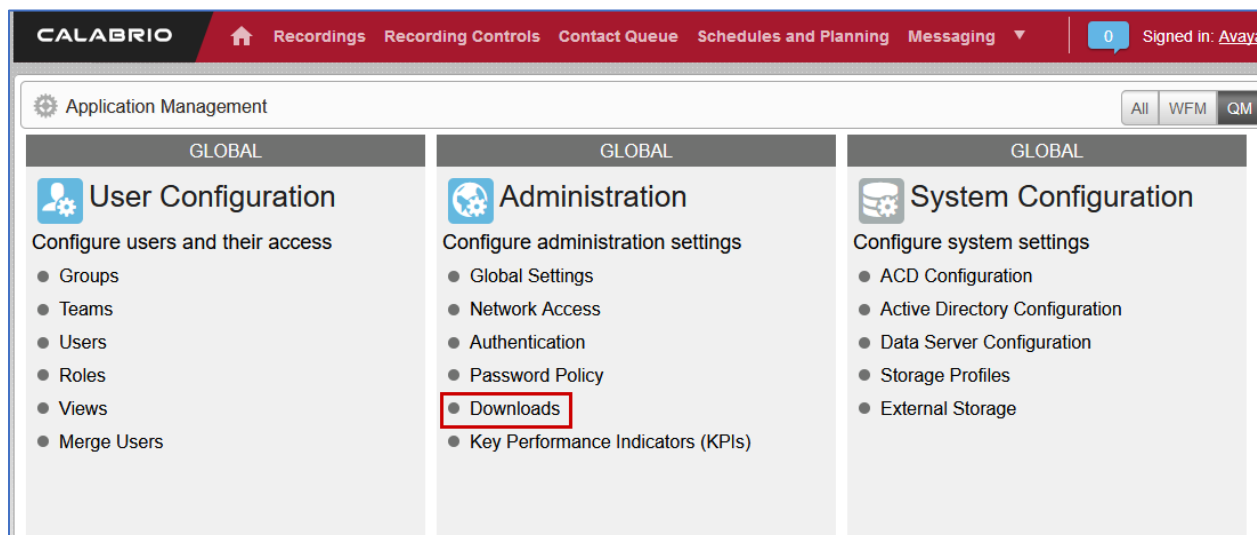 CALABRIO Recordings Recording Controls Contact Queue Schedules and Planning Messaging ▼ 0 Signed in: Avaya
Application Management All WFM QM
GLOBAL
User Configuration
Configure users and their access
Groups
Teams
Users
Roles
Views
Merge Users
GLOBAL
Administration
Configure administration settings
Global Settings
Network Access
Authentication
Password Policy
Downloads
Key Performance Indicators (KPIs)
GLOBAL
System Configuration
Configure system settings
ACD Configuration
Active Directory Configuration
Data Server Configuration
Storage Profiles
External Storage